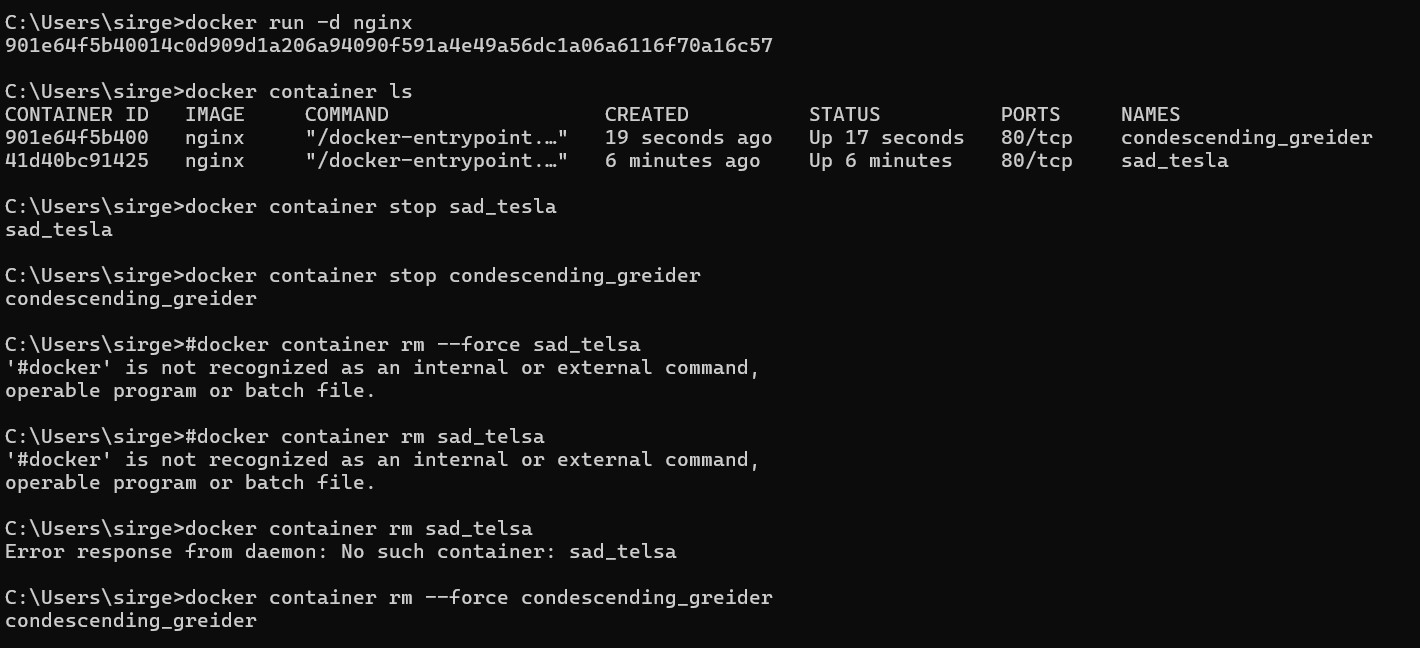 C:\Users\sirge>docker run -d nginx
901e64f5b40014c0d909d1a206a94090f591a4e49a56dc1a06a6116f70a16c57
C:\Users\sirge>docker container ls
CONTAINER ID   IMAGE     COMMAND                  CREATED          STATUS          PORTS     NAMES
901e64f5b400   nginx     "/docker-entrypoint.…"   19 seconds ago   Up 17 seconds   80/tcp    condescending_greider
41d40bc91425   nginx     "/docker-entrypoint.…"   6 minutes ago    Up 6 minutes    80/tcp    sad_tesla
C:\Users\sirge>docker container stop sad_tesla
sad_tesla
C:\Users\sirge>docker container stop condescending_greider
condescending_greider
C:\Users\sirge>#docker container rm --force sad_telsa
'#docker' is not recognized as an internal or external command,
operable program or batch file.
C:\Users\sirge>#docker container rm sad_telsa
'#docker' is not recognized as an internal or external command,
operable program or batch file.
C:\Users\sirge>docker container rm sad_telsa
Error response from daemon: No such container: sad_telsa
C:\Users\sirge>docker container rm --force condescending_greider
condescending_greider